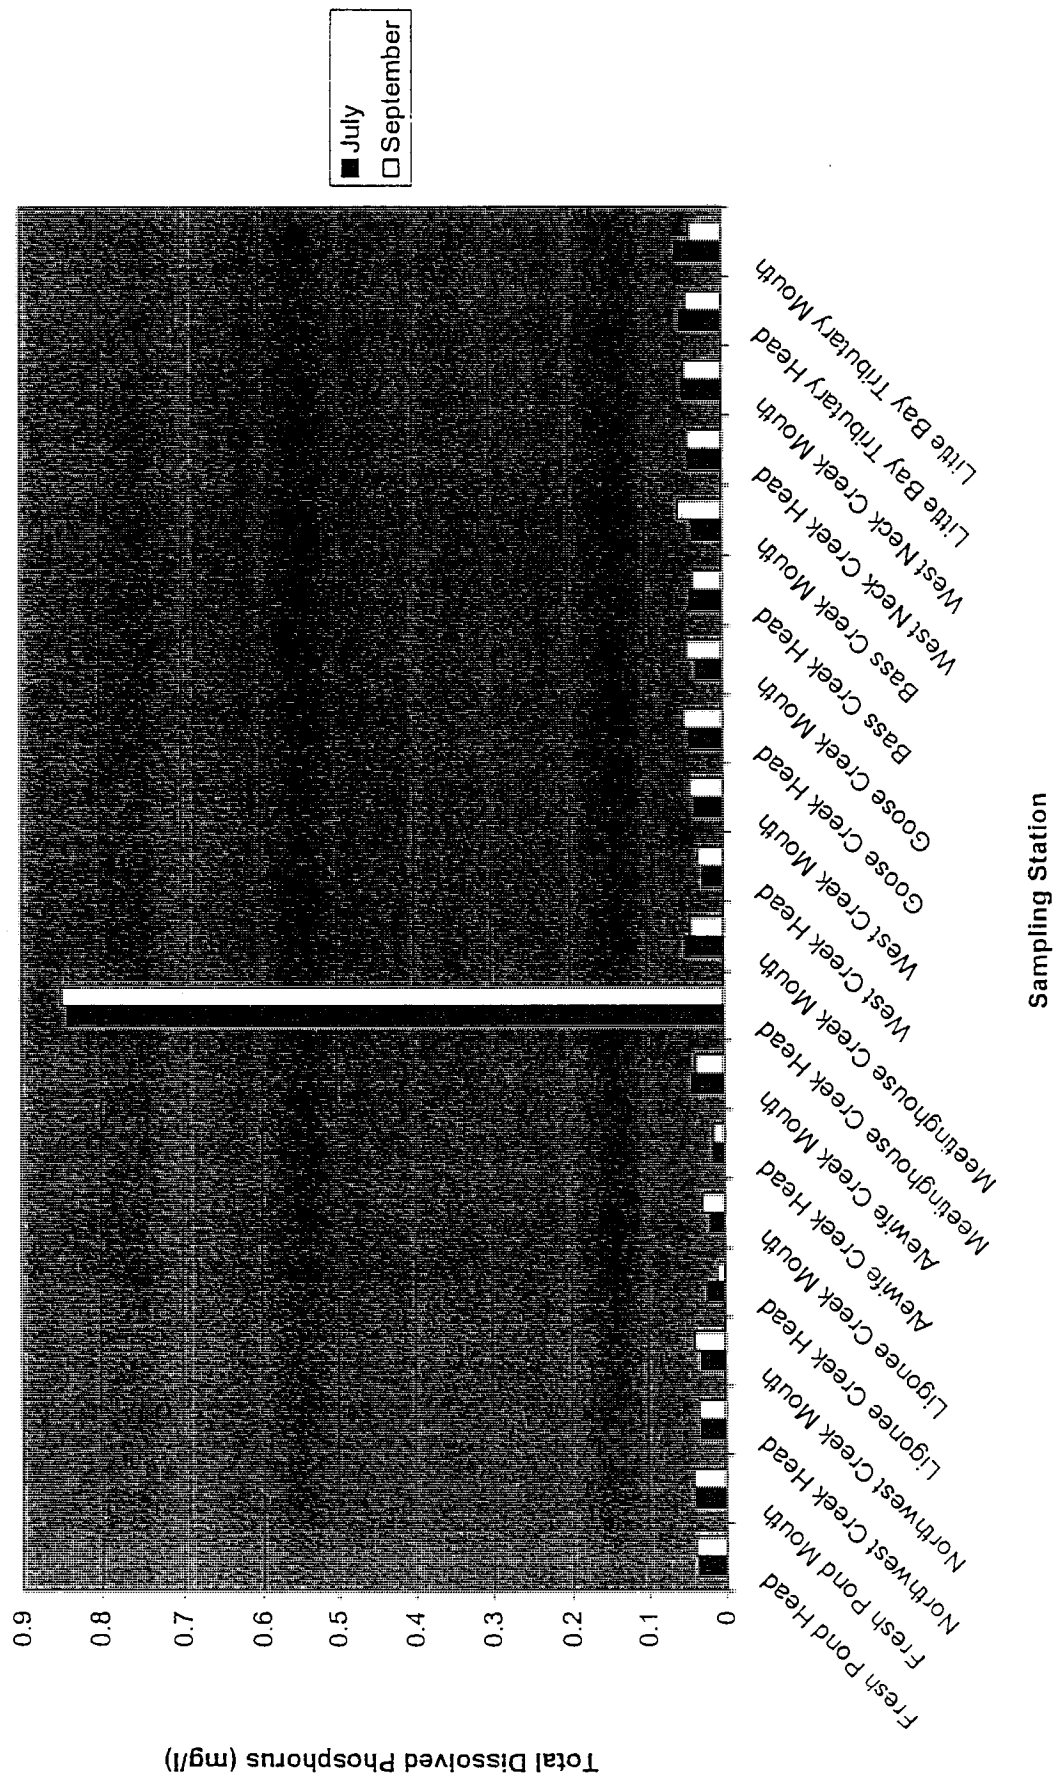 Total Dissolved Phosphorus (mg/l)
0.9
0.8
0.7
0.6
0.5
0.4
0.3
0.2
0.1
0
Fresh Pond Head
Fresh Pond Mouth
Northwest Creek Head
Northwest Creek Mouth
Ligonee Creek Head
Ligonee Creek Mouth
Alewife Creek Head
Alewife Creek Mouth
Meetinghouse Creek Head
Meetinghouse Creek Mouth
West Creek Head
West Creek Mouth
Goose Creek Head
Goose Creek Mouth
Bass Creek Head
Bass Creek Mouth
West Neck Creek Head
West Neck Creek Mouth
Little Bay Tributary Head
Little Bay Tributary Mouth
Sampling Station
July
September